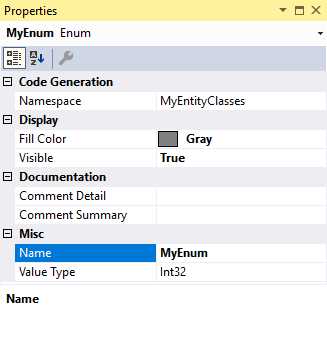 Properties
MyEnum Enum
Code Generation
Namespace MyEntityClasses
Display
Fill Color Gray
Visible True
Documentation
Comment Detail
Comment Summary
Misc
Name MyEnum
Value Type Int32
Name